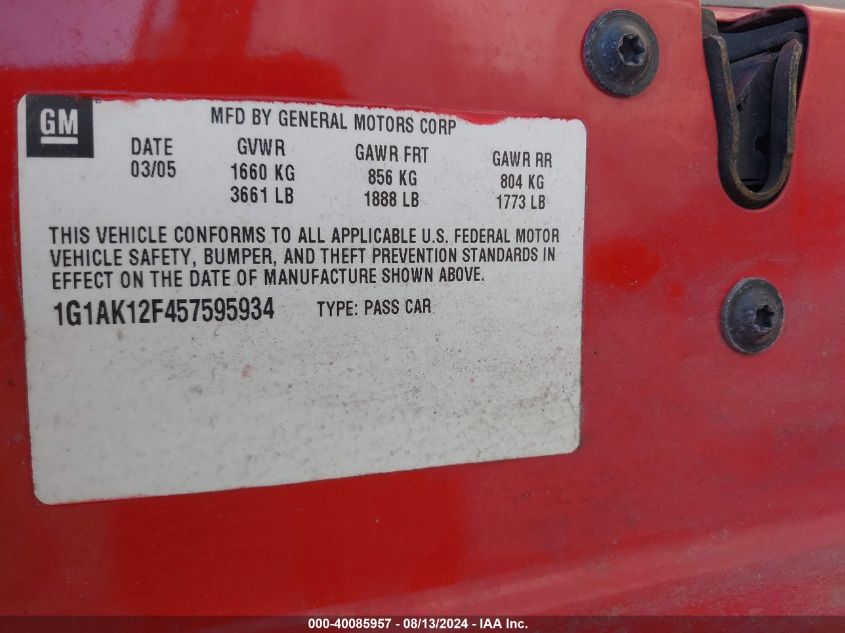 GM
MFD BY GENERAL MOTORS CORP
DATE GVWR GAWR FRT GAWR RR
03/05 1660 KG 856 KG 804 KG
3661 LB 1888 LB 1773 LB
THIS VEHICLE CONFORMS TO ALL APPLICABLE U.S. FEDERAL MOTOR
VEHICLE SAFETY, BUMPER, AND THEFT PREVENTION STANDARDS IN
EFFECT ON THE DATE OF MANUFACTURE SHOWN ABOVE.
1G1AK12F457595934 TYPE: PASS CAR
000-40085957 - 08/13/2024 - IAA Inc.